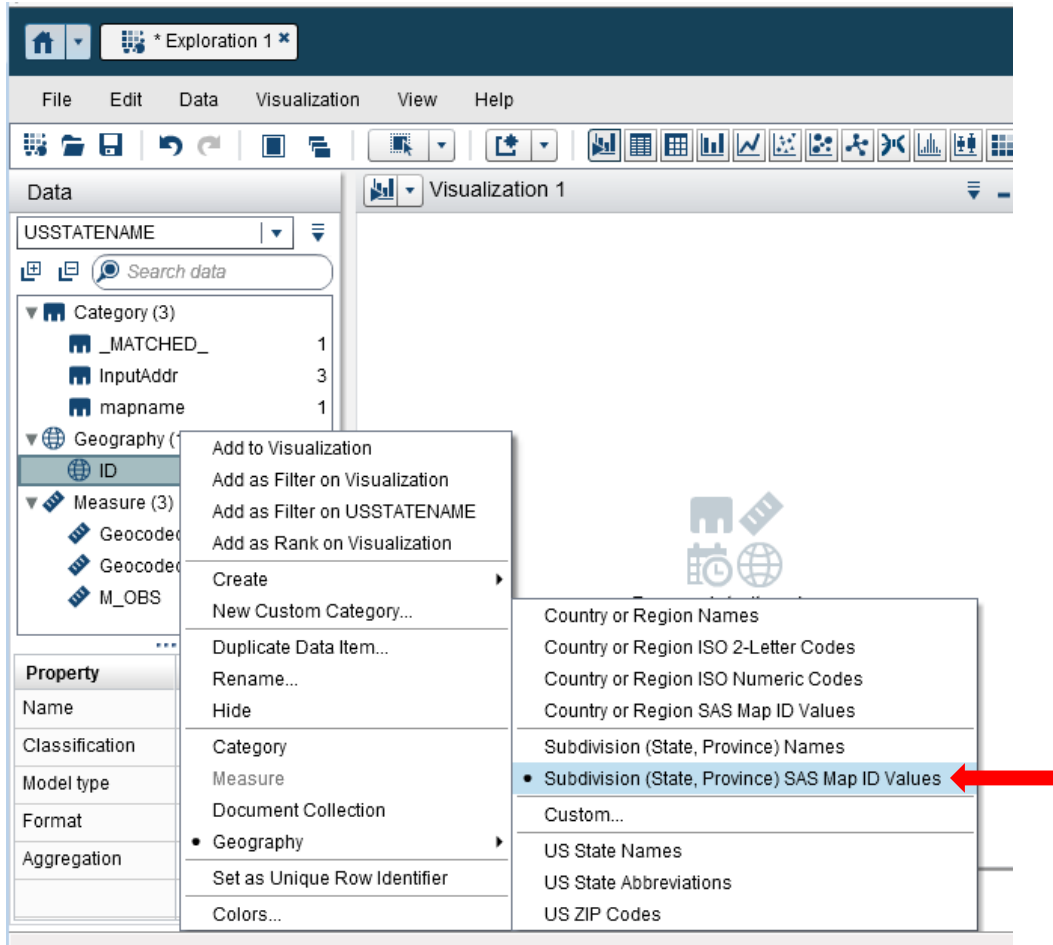 * Exploration 1 ×
File Edit Data Visualization View Help
Data
Visualization 1
USSTATENAME
Search data
Category (3)
_MATCHED_ 1
InputAddr 3
mapname 1
Geography (1
ID
Measure (3)
Geocoded
Geocoded
M_OBS
Property
Name
Classification
Model type
Format
Aggregation
Add to Visualization
Add as Filter on Visualization
Add as Filter on USSTATENAME
Add as Rank on Visualization
Create
New Custom Category...
Duplicate Data Item...
Rename...
Hide
Category
Measure
Document Collection
Geography
Set as Unique Row Identifier
Colors...
Country or Region Names
Country or Region ISO 2-Letter Codes
Country or Region ISO Numeric Codes
Country or Region SAS Map ID Values
Subdivision (State, Province) Names
Subdivision (State, Province) SAS Map ID Values
Custom...
US State Names
US State Abbreviations
US ZIP Codes